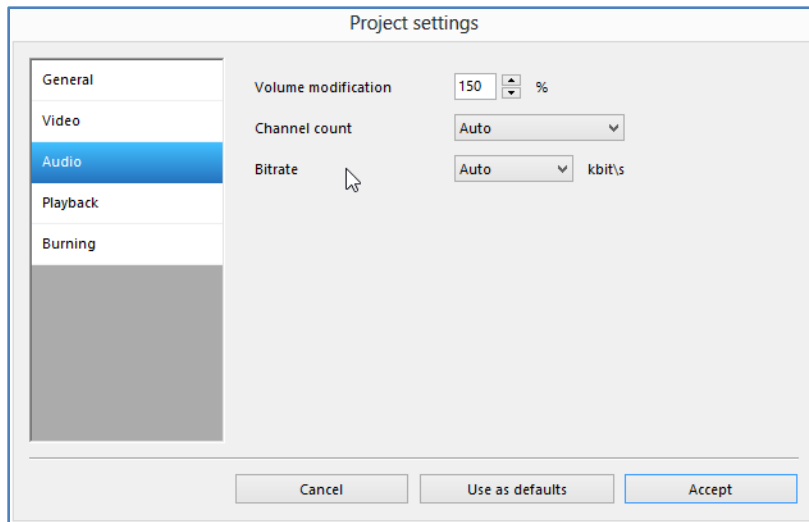 Project settings
General
Video
Audio
Playback
Burning
Volume modification 150 %
Channel count Auto
Bitrate Auto kbit\s
Cancel Use as defaults Accept